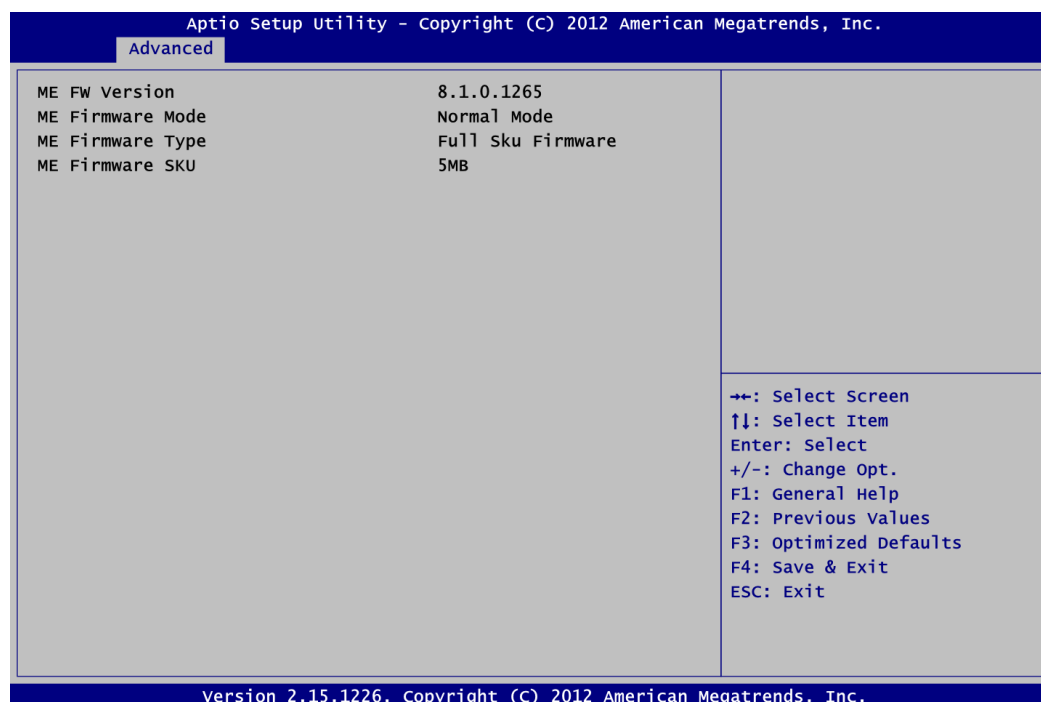 Aptio Setup Utility - Copyright (C) 2012 American Megatrends, Inc.
Advanced
ME FW Version 8.1.0.1265
ME Firmware Mode Normal Mode
ME Firmware Type Full Sku Firmware
ME Firmware SKU 5MB
→←: Select Screen
↑↓: Select Item
Enter: Select
+/-: Change Opt.
F1: General Help
F2: Previous Values
F3: Optimized Defaults
F4: Save & Exit
ESC: Exit
Version 2.15.1226. Copyright (C) 2012 American Megatrends, Inc.